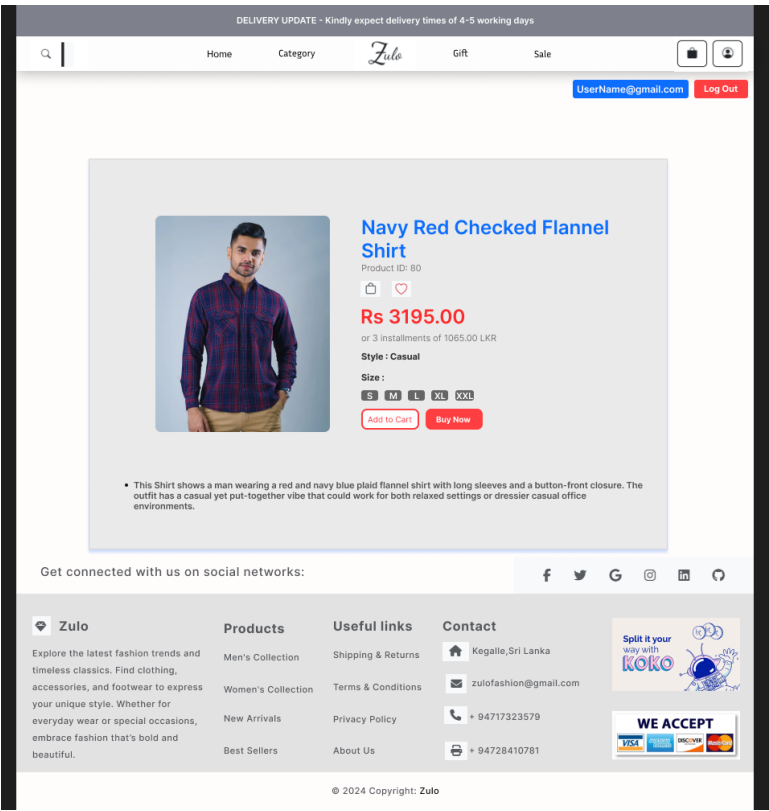 DELIVERY UPDATE - Kindly expect delivery times of 4-5 working days
Home Category Zulo Gift Sale
UserName@gmail.com Log Out
Navy Red Checked Flannel
Shirt
Product ID: 80
Rs 3195.00
or 3 installments of 1065.00 LKR
Style : Casual
Size :
S M L XL XXL
Add to Cart Buy Now
This Shirt shows a man wearing a red and navy blue plaid flannel shirt with long sleeves and a button-front closure. The
outfit has a casual yet put-together vibe that could work for both relaxed settings or dressier casual office
environments.
Get connected with us on social networks:
Zulo
Explore the latest fashion trends and
timeless classics. Find clothing,
accessories, and footwear to express
your unique style. Whether for
everyday wear or special occasions,
embrace fashion that's bold and
beautiful.
Products
Men's Collection
Women's Collection
New Arrivals
Best Sellers
Useful links
Shipping & Returns
Terms & Conditions
Privacy Policy
About Us
Contact
Kegalle,Sri Lanka
zulofashion@gmail.com
+ 94717323579
+ 94728410781
Split it your
way with
KOKO
WE ACCEPT
VISA DISCOVER MasterCard
© 2024 Copyright: Zulo